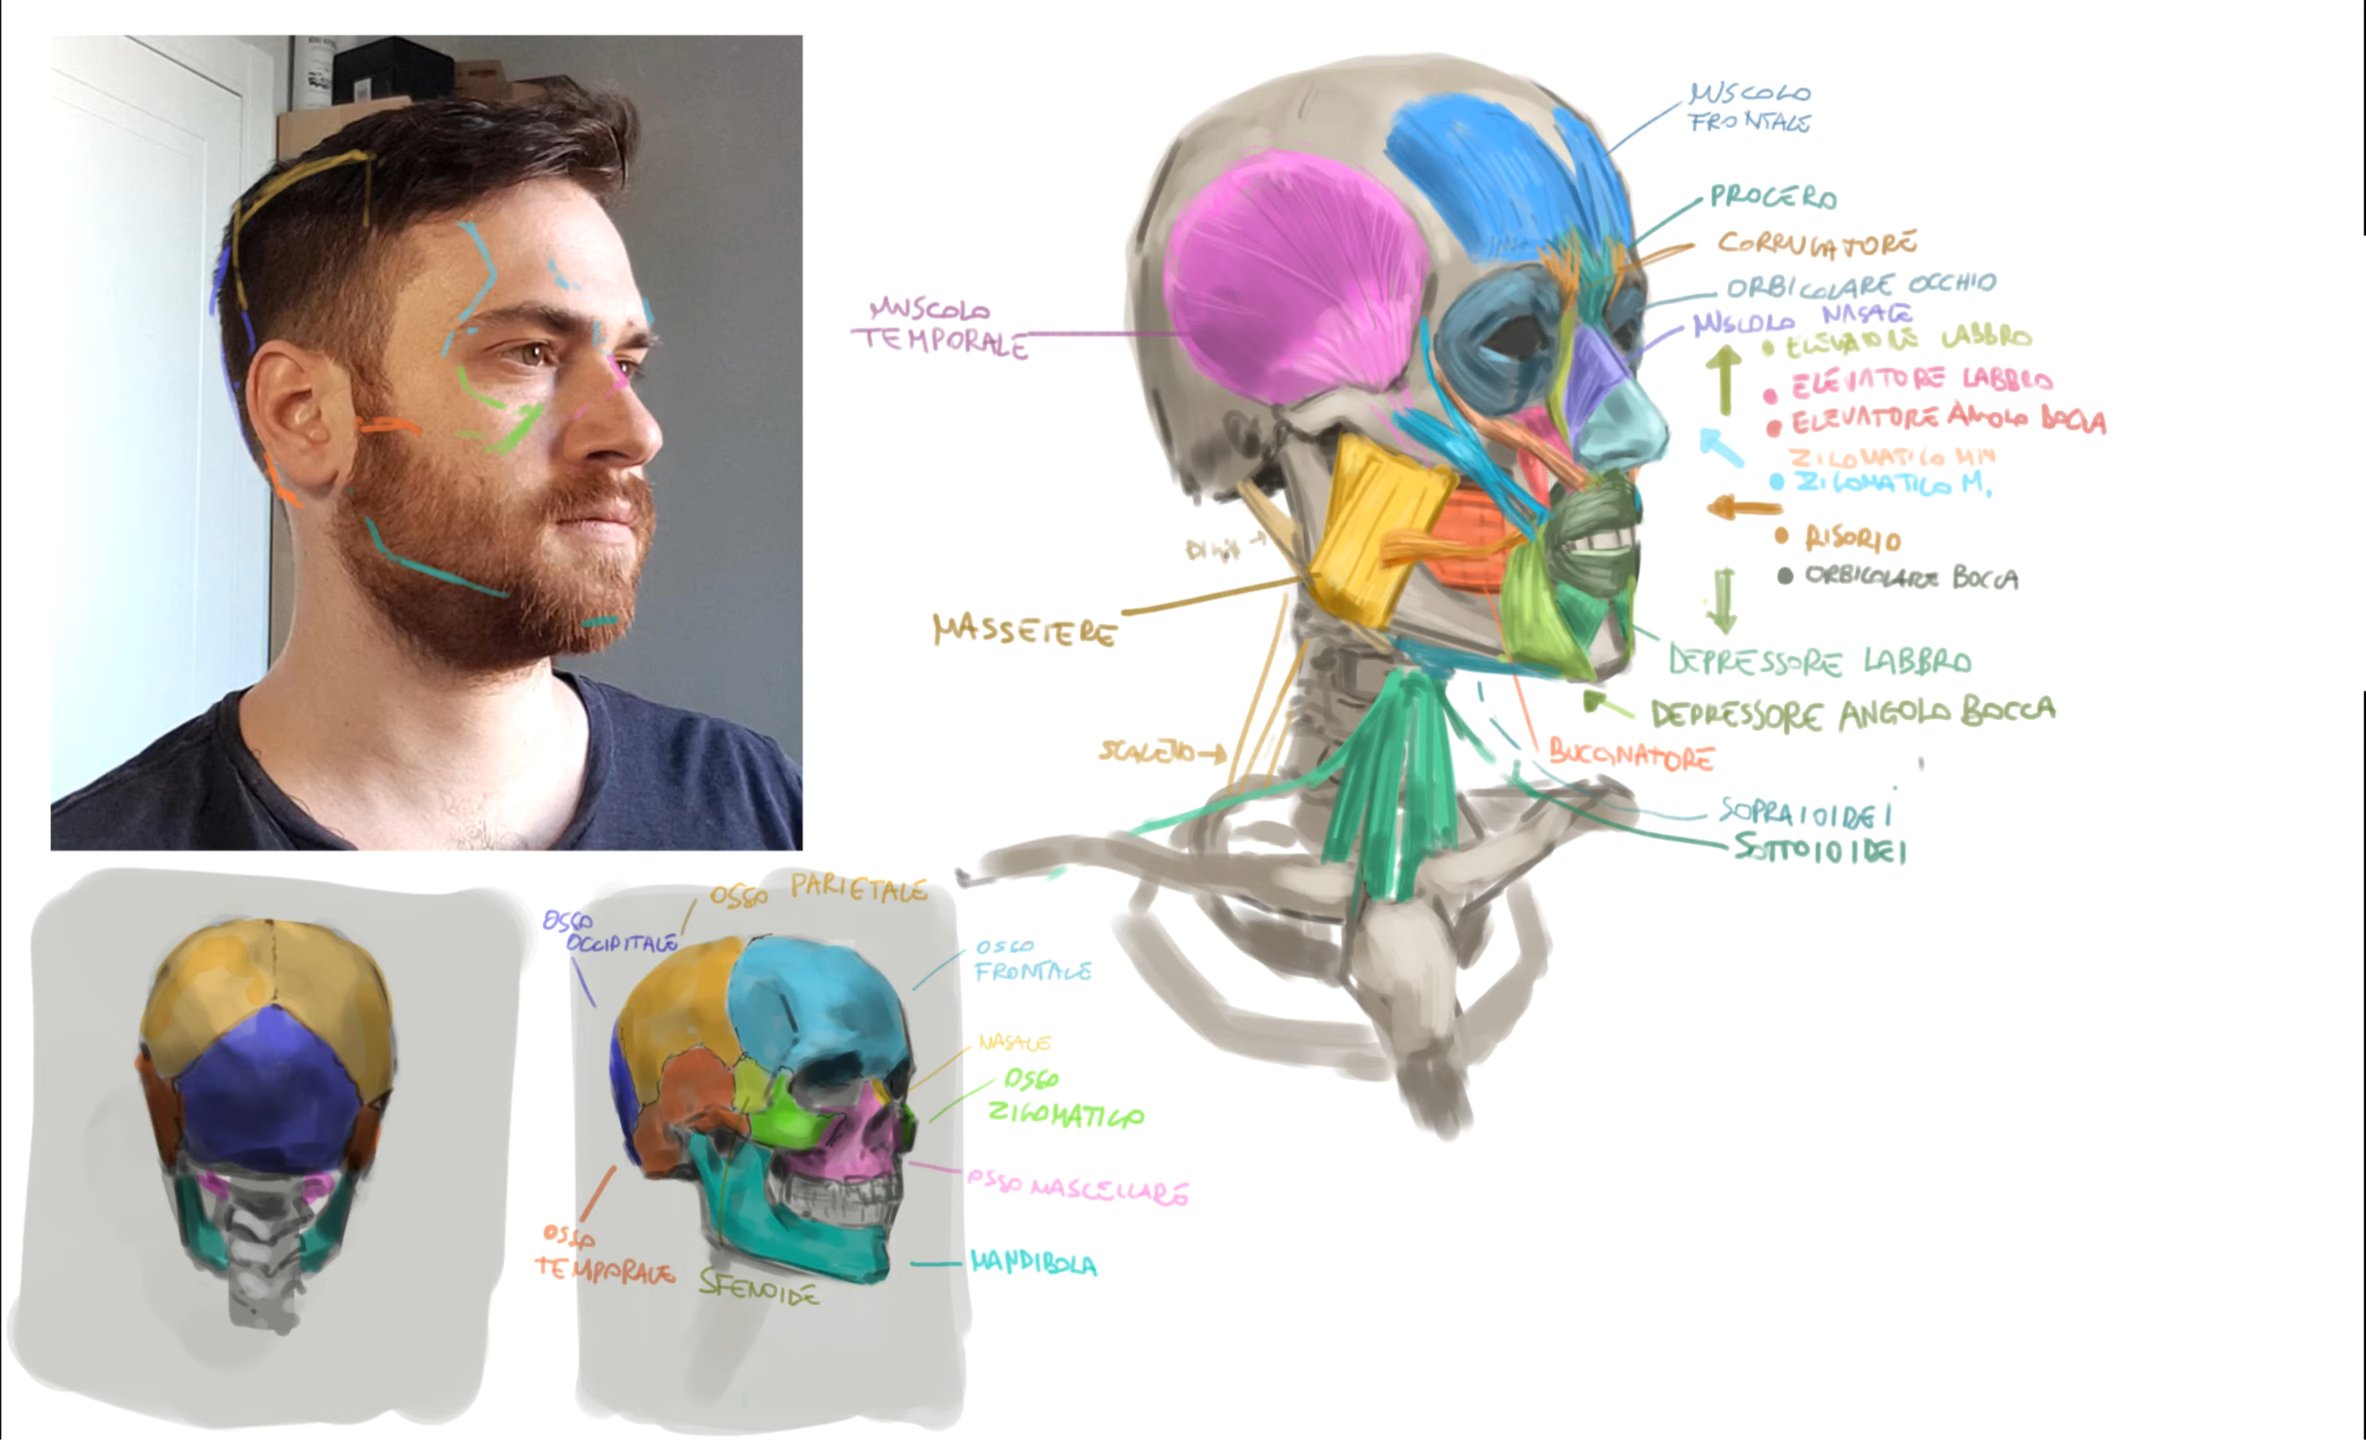 MUSCOLO
FRONTALE
PROCERO
CORRUGATORE
ORBICOLARE OCCHIO
MUSCOLO NASALE
ELEVATORE LABBRO
ELEVATORE LABBRO
ELEVATORE ANGOLO BOCCA
ZIGOMATICO MIN
ZIGOMATICO M.
RISORIO
ORBICOLARE BOCCA
DEPRESSORE LABBRO
DEPRESSORE ANGOLO BOCCA
BUCCINATORE
SOPRAIOIDEI
SOTTOIOIDEI
MUSCOLO
TEMPORALE
MASSETERE
SCALENO
OSSO PARIETALE
OSSO
OCCIPITALE
OSSO
FRONTALE
NASALE
OSSO
ZIGOMATICO
OSSO MASCELLARE
MANDIBOLA
OSSO
TEMPORALE
SFENOIDE